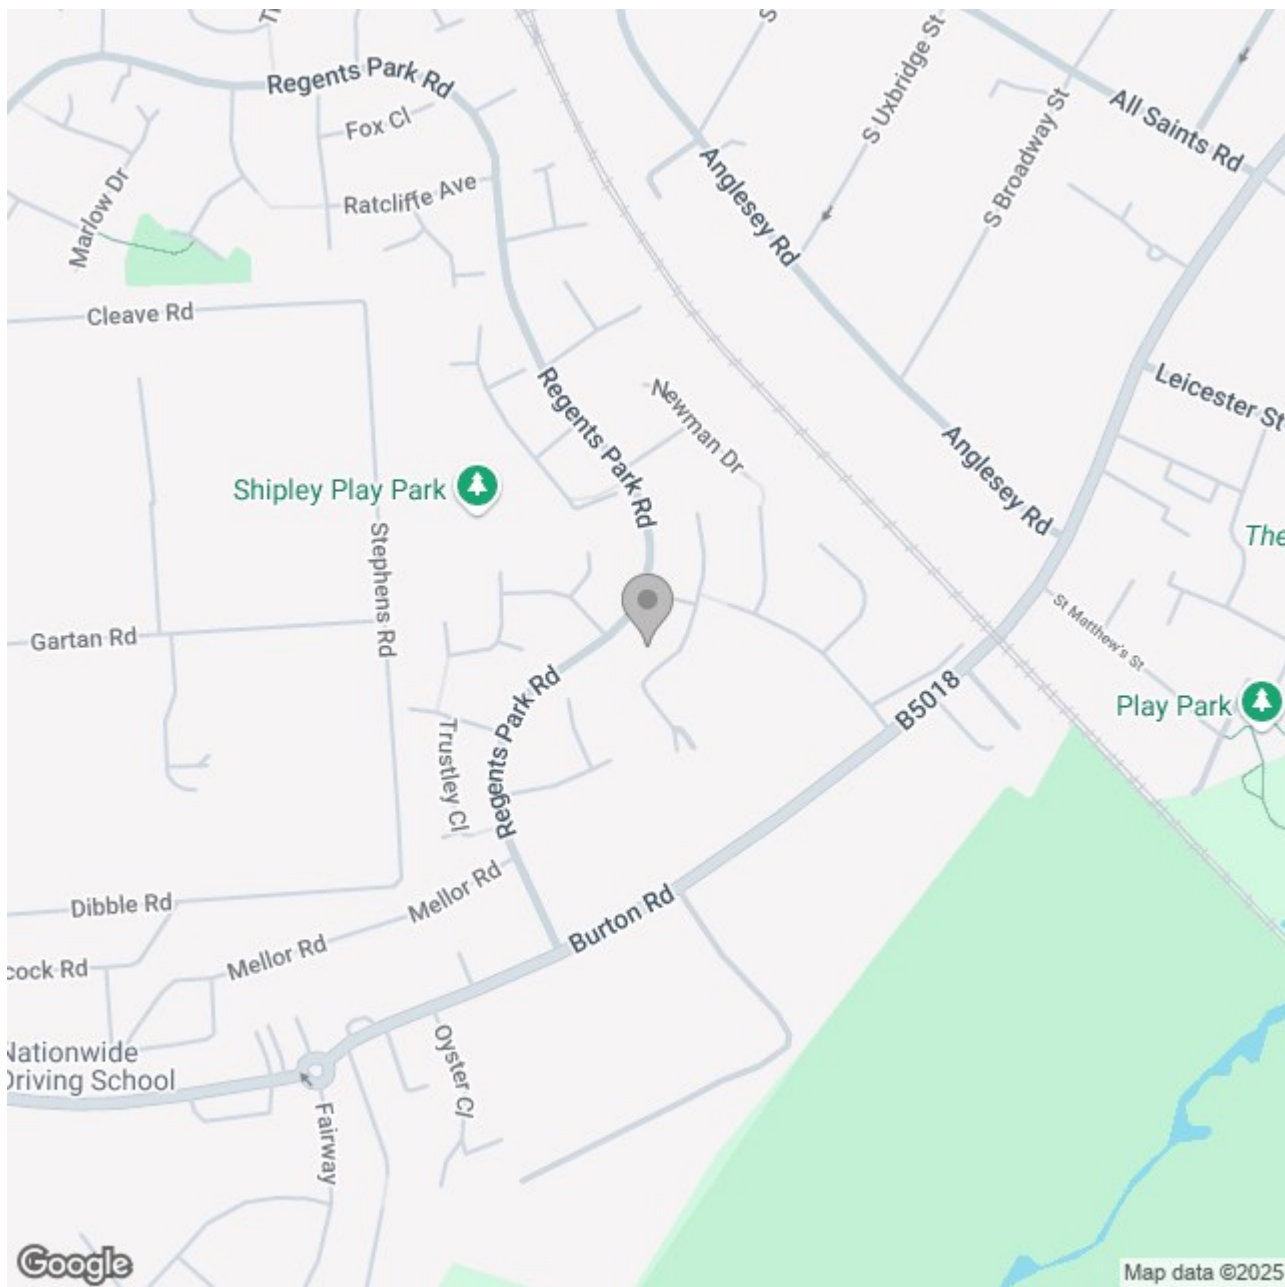 Regents Park Rd
S Uxbridge St
All Saints Rd
Fox Cl
S Broadway St
Marlow Dr
Ratcliffe Ave
Anglesey Rd
Cleave Rd
Leicester St
Newman Dr
Regents Park Rd
Anglesey Rd
Shipley Play Park
The
Stephens Rd
St Matthew's St
Gartan Rd
B5018
Play Park
Regents Park Rd
Trustley Cl
Mellor Rd
Dibble Rd
Burton Rd
Mellor Rd
cock Rd
Nationwide
Driving School
Oyster Cl
Fairway
Google
Map data ©2025